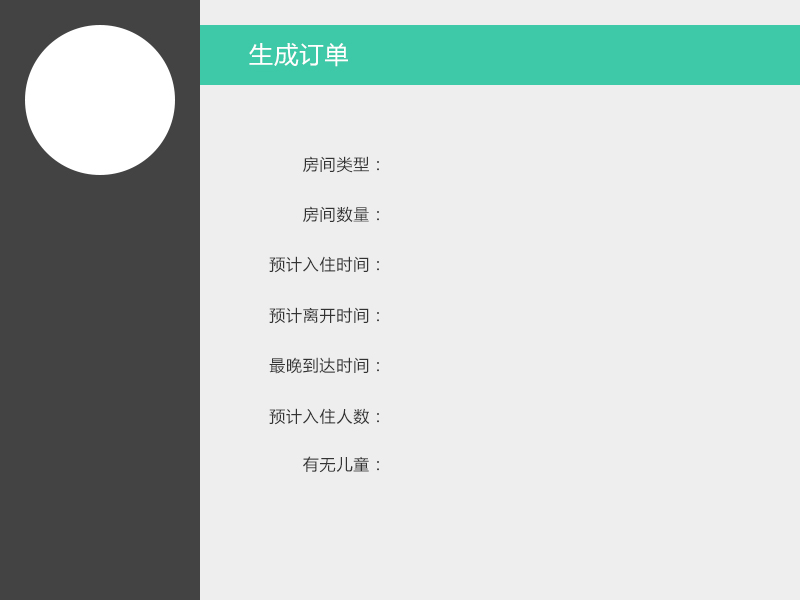 生成订单
房间类型：
房间数量：
预计入住时间：
预计离开时间：
最晚到达时间：
预计入住人数：
有无儿童：